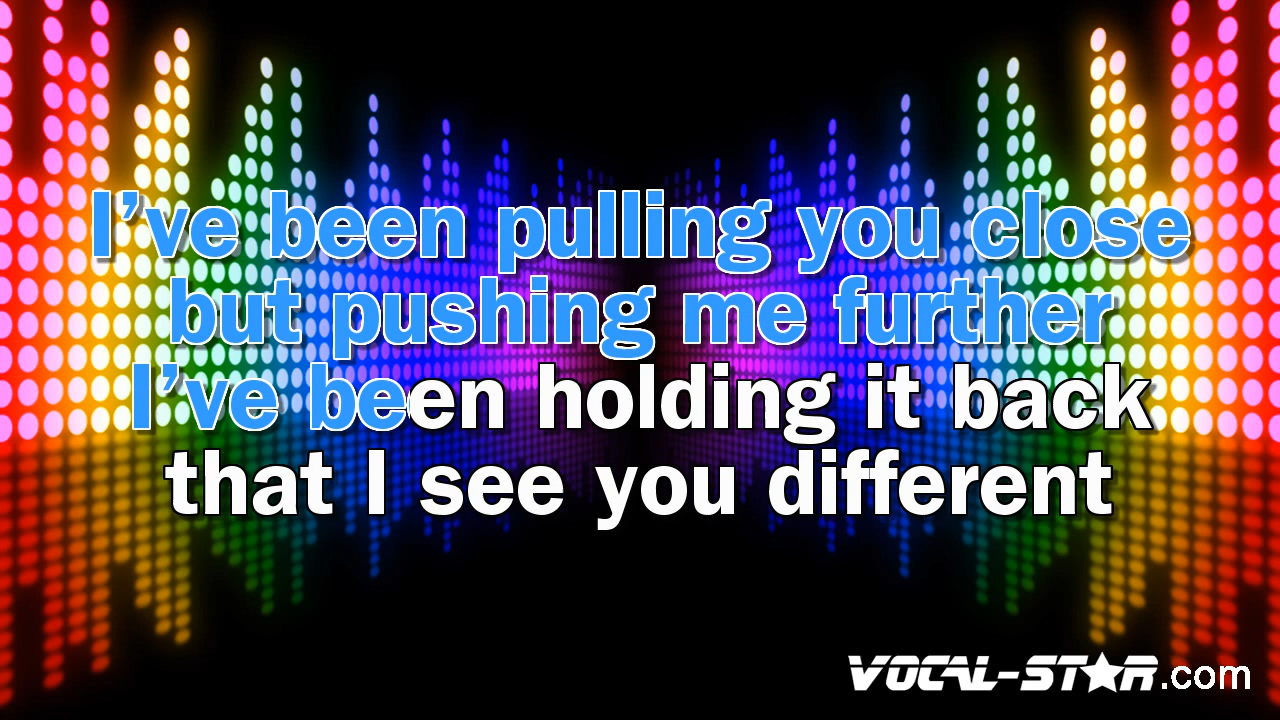 I've been pulling you close
but pushing me further
I've been holding it back
that I see you different
VOCAL-STAR.com